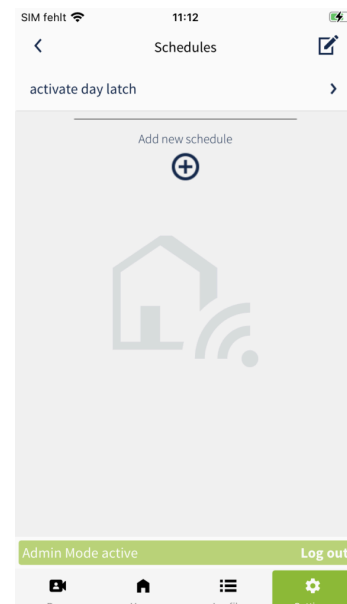 SIM fehlt 11:12
Schedules
activate day latch
Add new schedule
Admin Mode active Log out